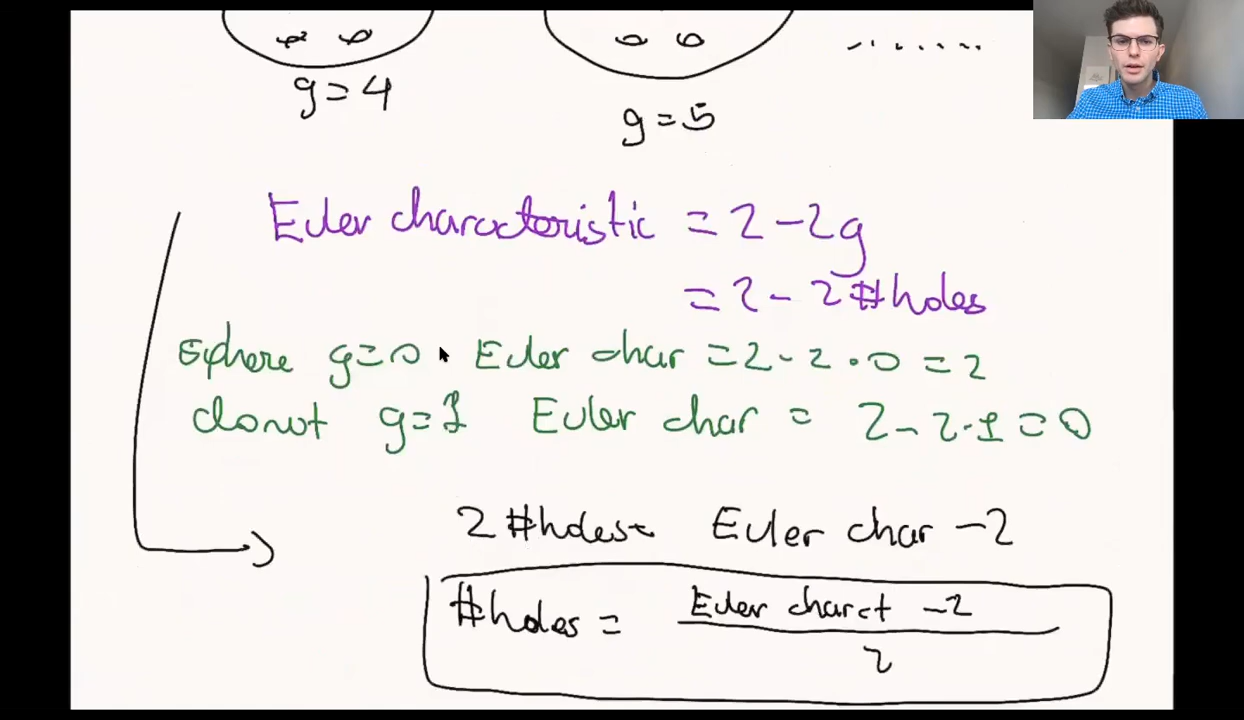 g=4
g=5
Euler characteristic = 2-2g
= 2 - 2 #holes
Sphere g=0. Euler char = 2-2•0 = 2
donut g=1 Euler char = 2-2•1 = 0
2 #holes= Euler char -2
#holes = Euler charct -2
2